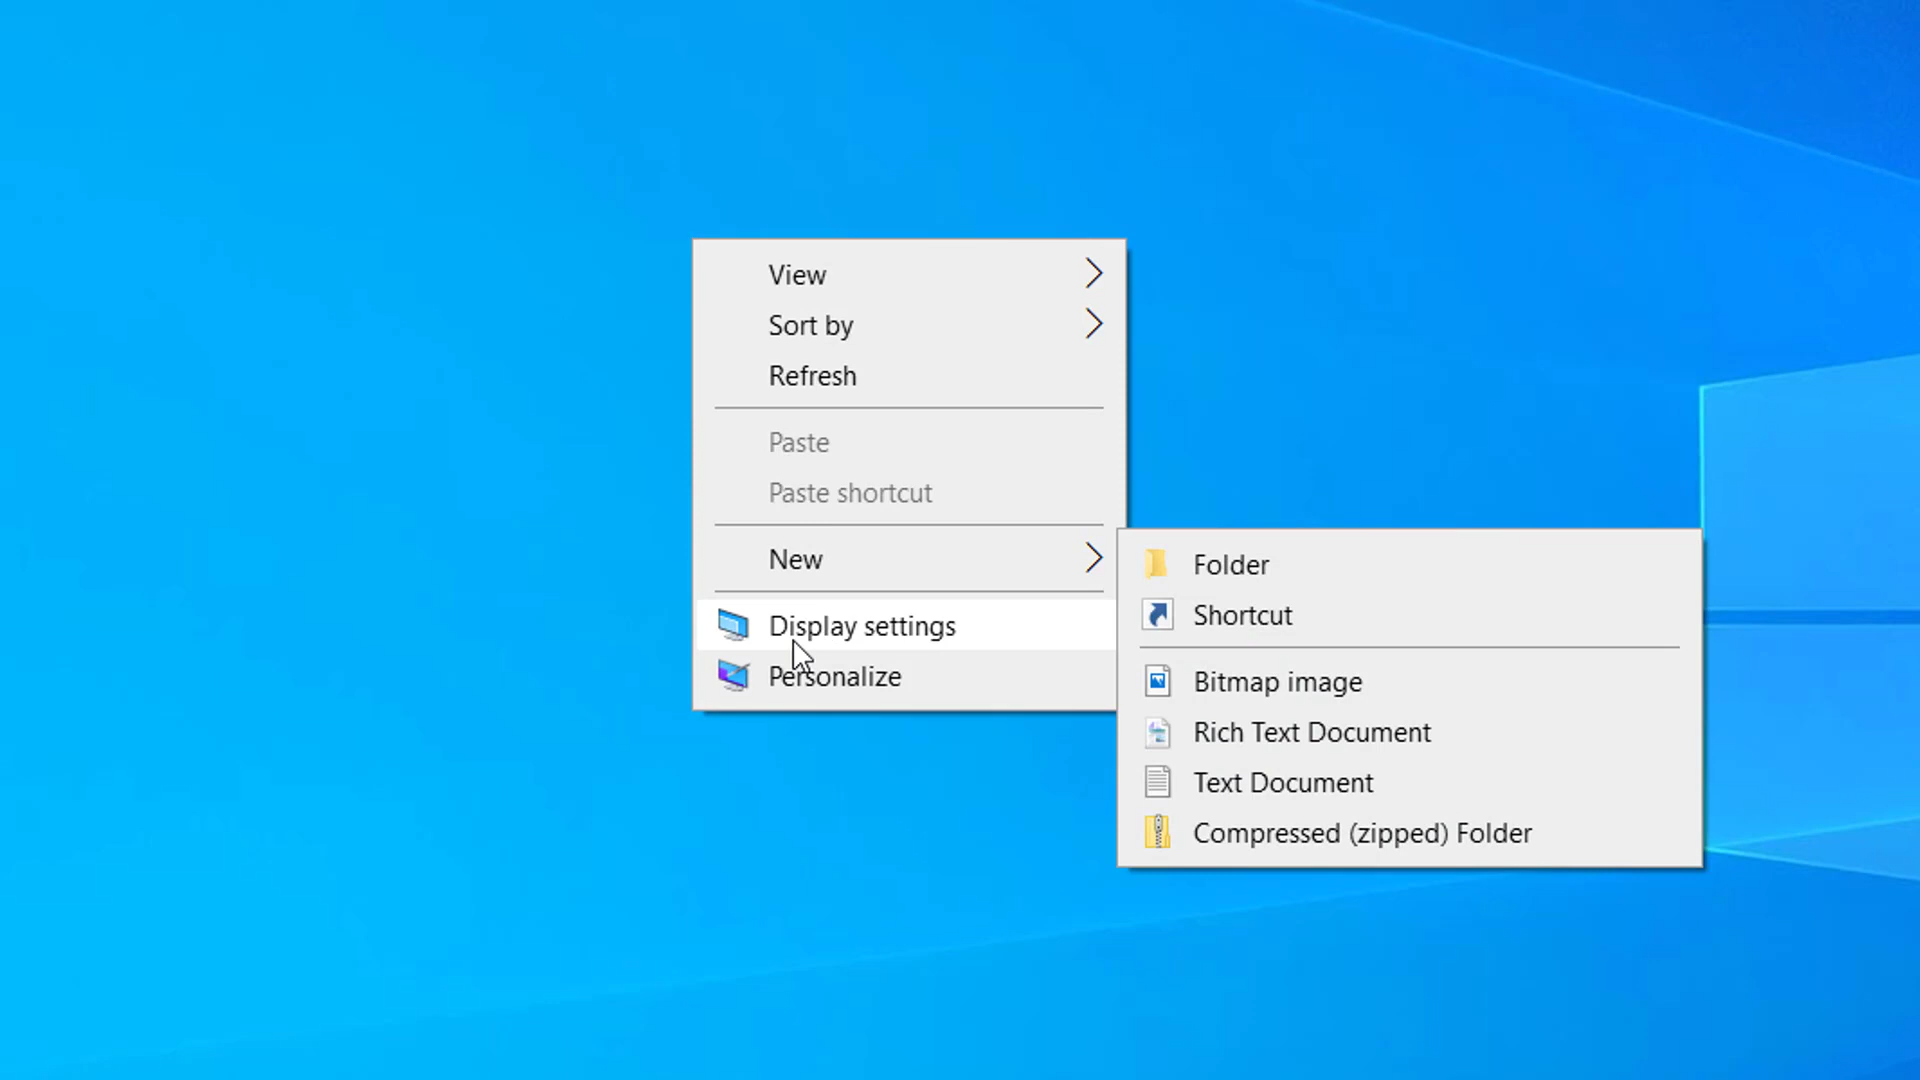 View
Sort by
Refresh
Paste
Paste shortcut
New
Display settings
Personalize
Folder
Shortcut
Bitmap image
Rich Text Document
Text Document
Compressed (zipped) Folder